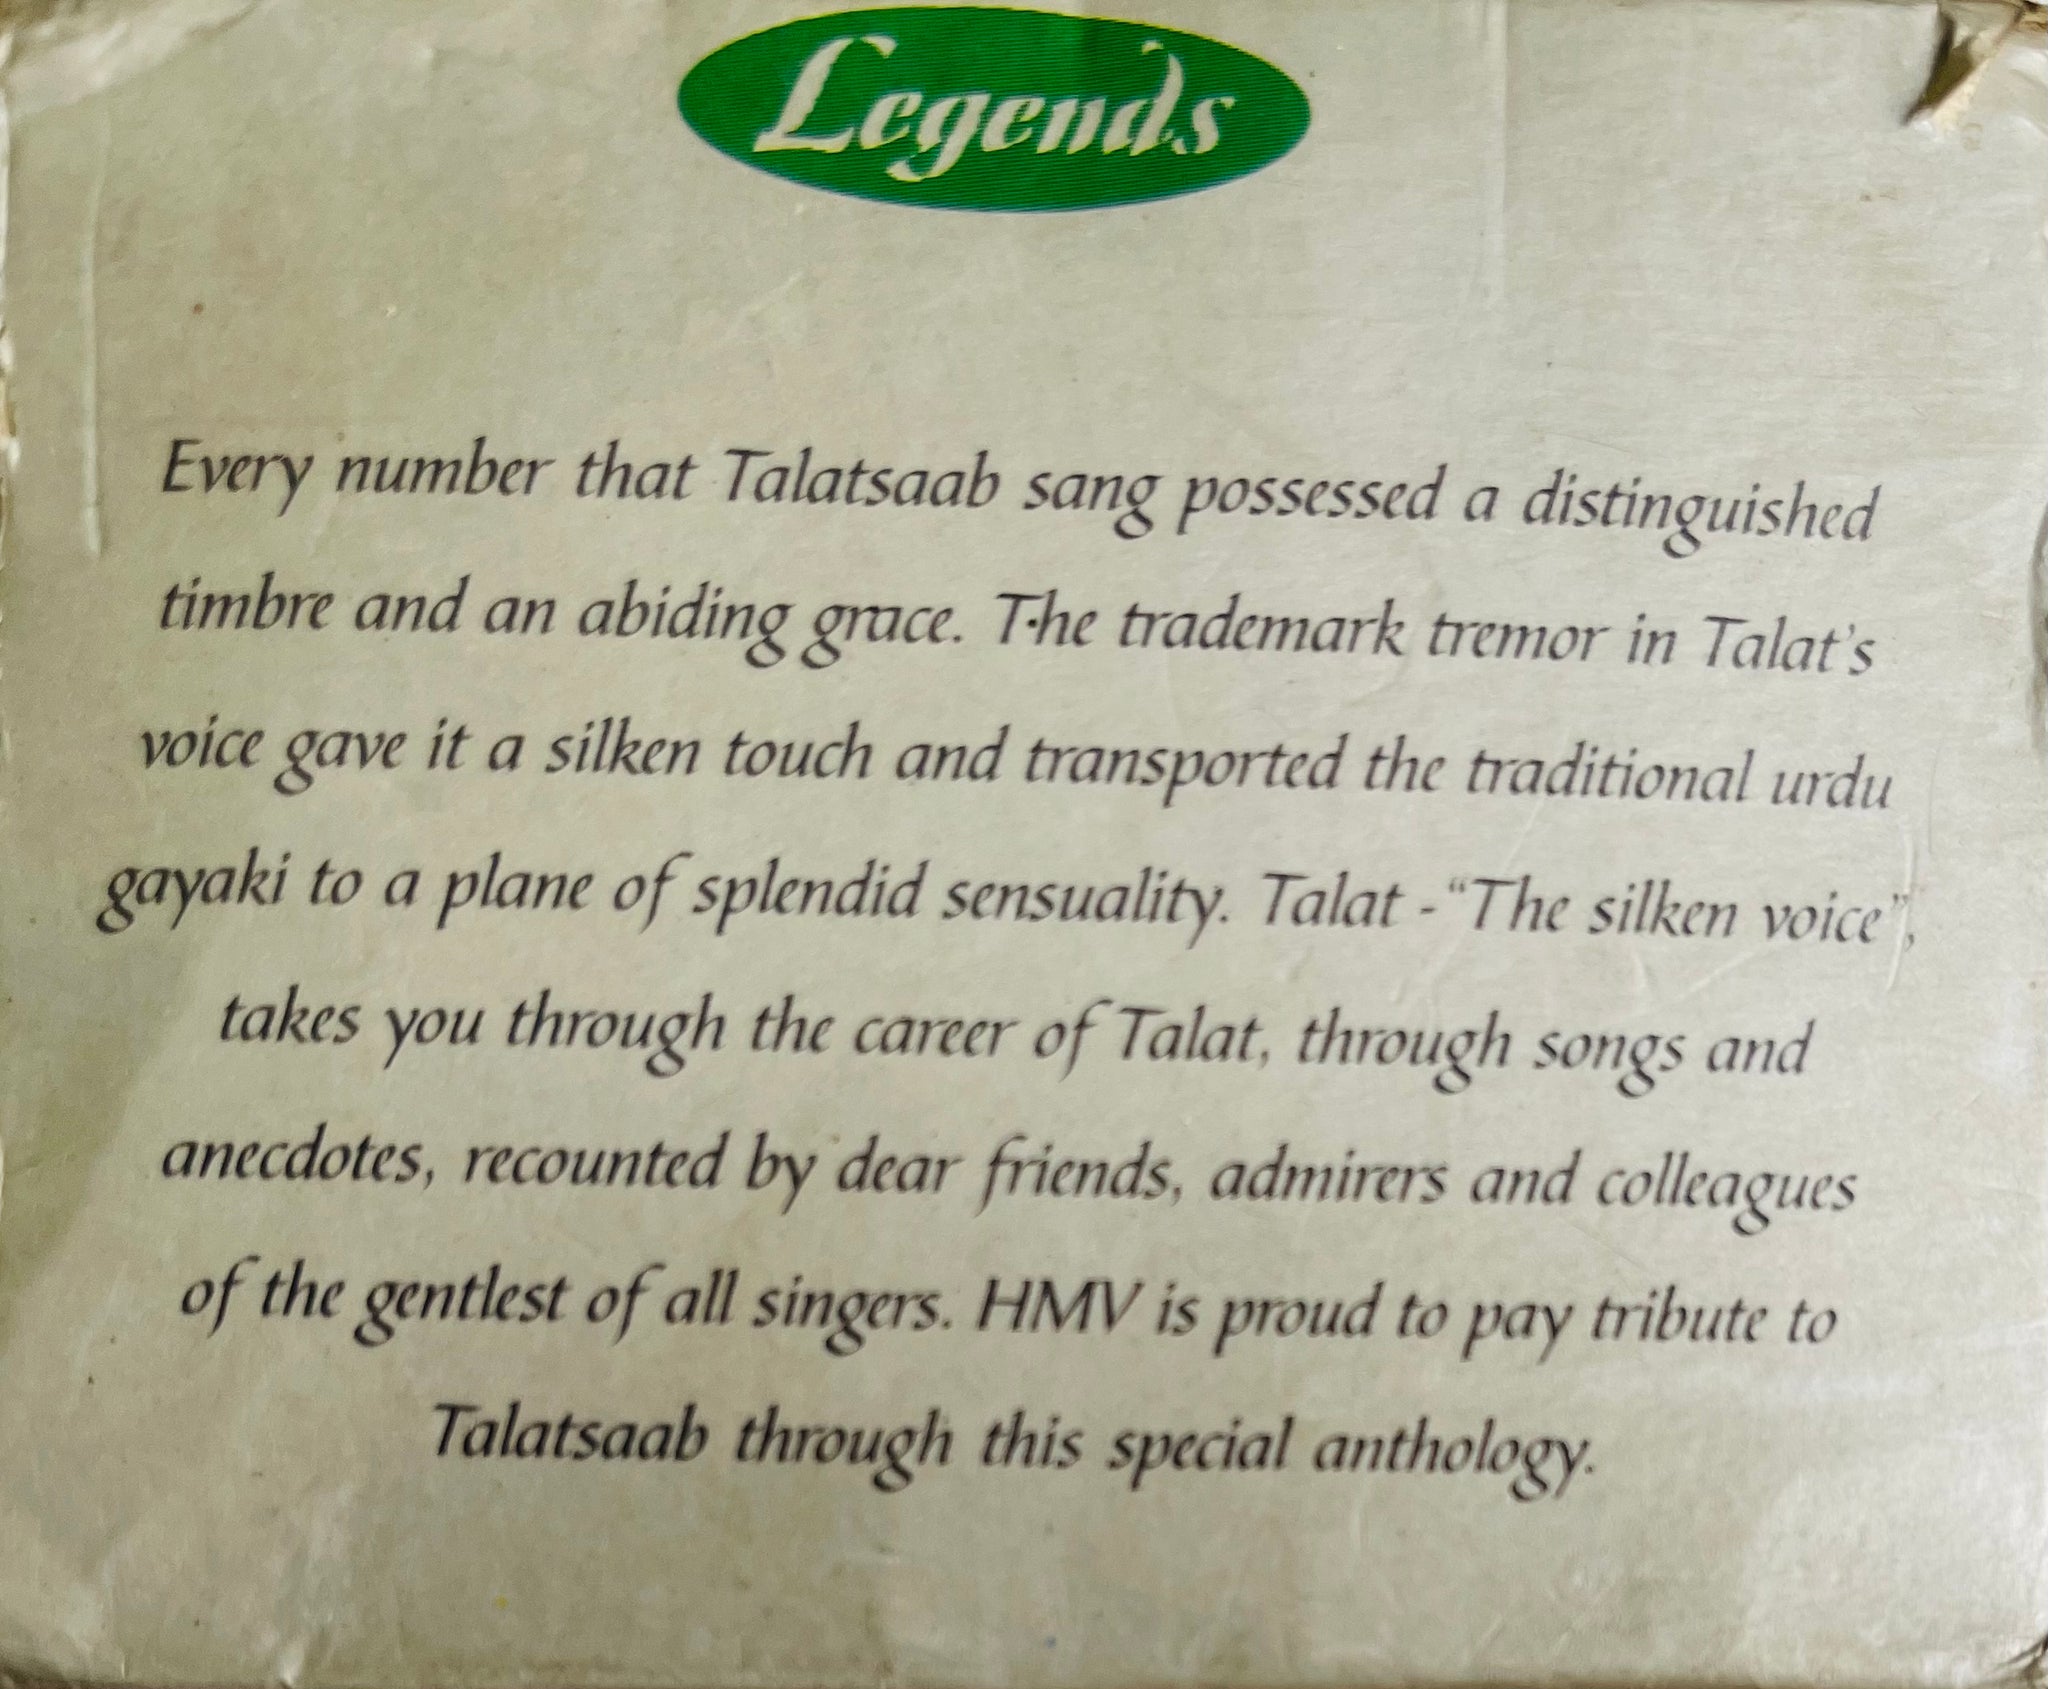 Legends
Every number that Talatsaab sang possessed a distinguished
timbre and an abiding grace. The trademark tremor in Talat's
voice gave it a silken touch and transported the traditional urdu
gayaki to a plane of splendid sensuality. Talat -"The silken voice",
takes you through the career of Talat, through songs and
anecdotes, recounted by dear friends, admirers and colleagues
of the gentlest of all singers. HMV is proud to pay tribute to
Talatsaab through this special anthology.